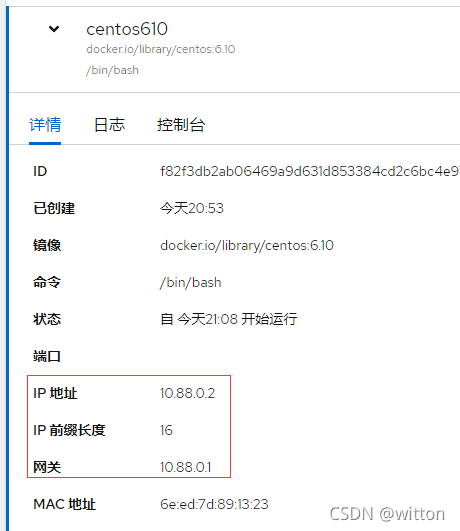 centos610
docker.io/library/centos:6.10
/bin/bash
详情 日志 控制台
ID f82f3db2ab06469a9d631d853384cd2c6bc4e9
已创建 今天20:53
镜像 docker.io/library/centos:6.10
命令 /bin/bash
状态 自 今天21:08 开始运行
端口
IP 地址 10.88.0.2
IP 前缀长度 16
网关 10.88.0.1
MAC 地址 6e:ed:7d:89:13:23
CSDN @witton